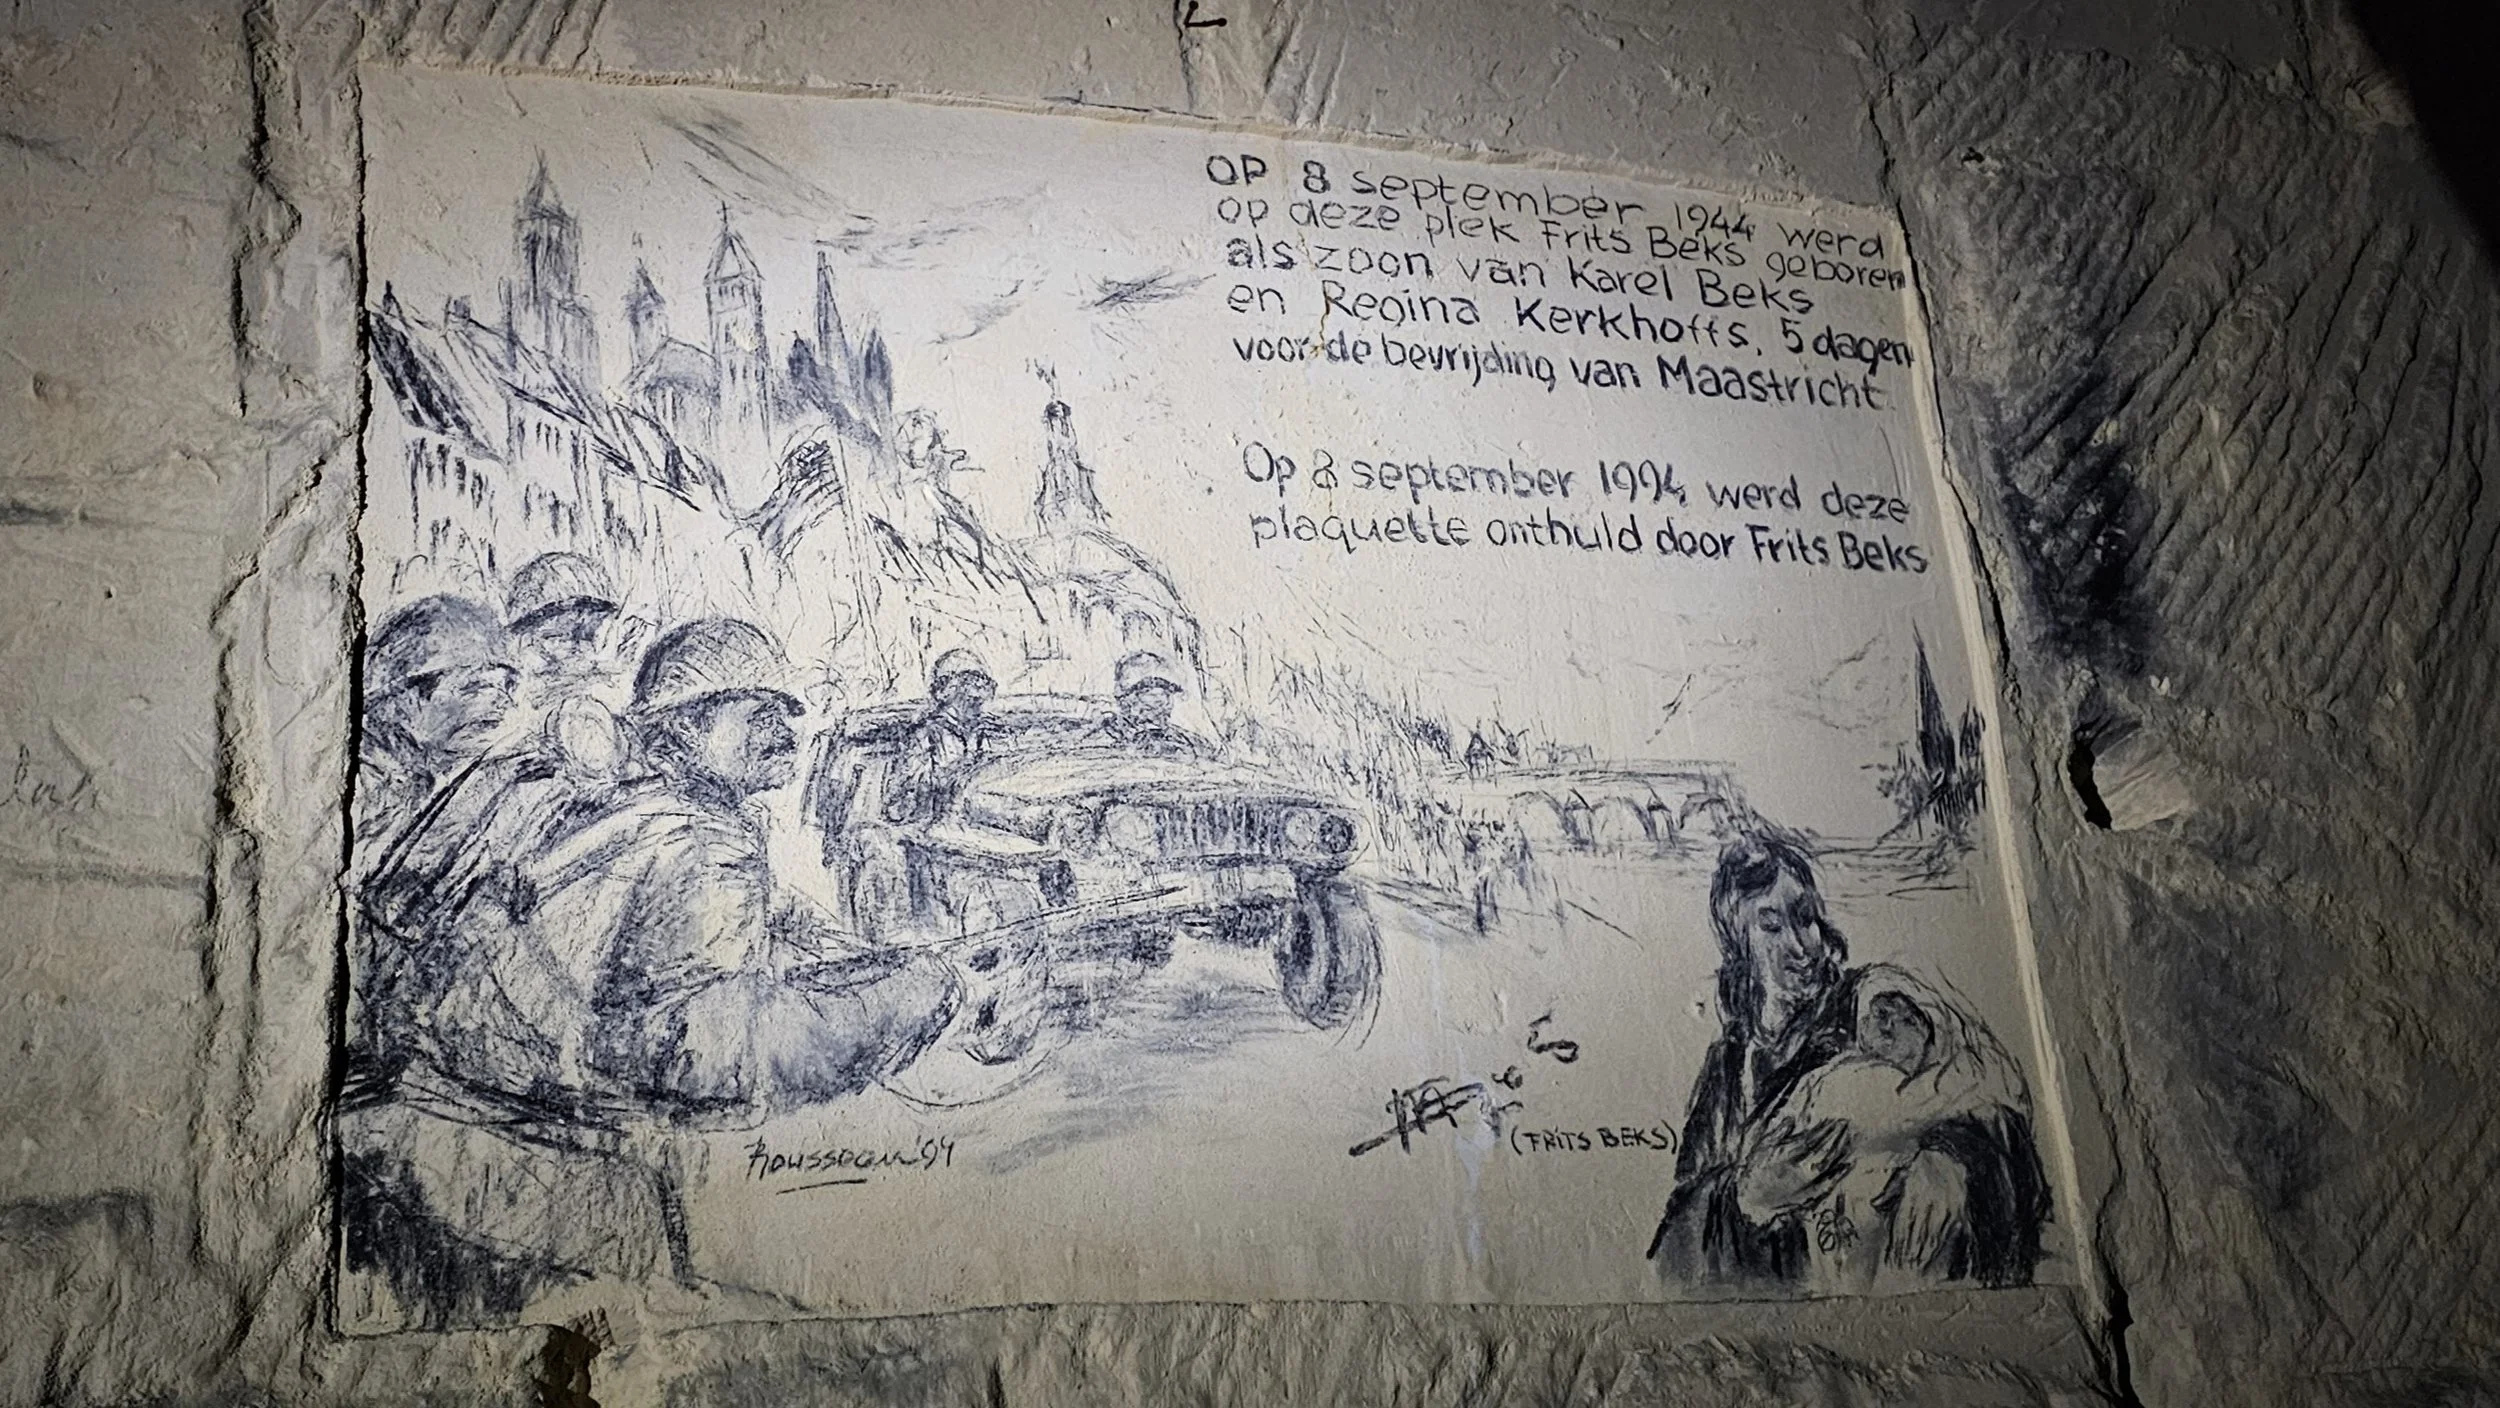 OP 8 september 1944 werd
op deze plek Frits Beks geboren
als zoon van Karel Beks
en Regina Kerkhoffs, 5 dagen
voor de bevrijding van Maastricht.
Op 8 september 1994 werd deze
plaquette onthuld door Frits Beks
(FRITS BEKS)
Rousseau '94